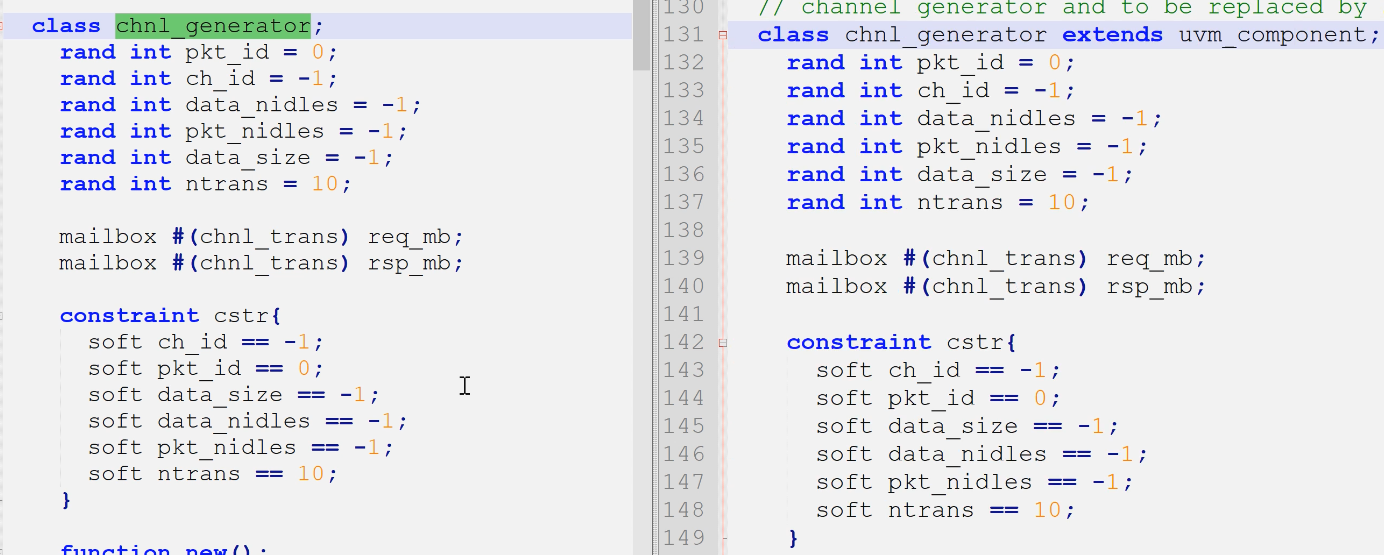 class chnl_generator;
rand int pkt_id = 0;
rand int ch_id = -1;
rand int data_nidles = -1;
rand int pkt_nidles = -1;
rand int data_size = -1;
rand int ntrans = 10;
mailbox #(chnl_trans) req_mb;
mailbox #(chnl_trans) rsp_mb;
constraint cstr{
soft ch_id == -1;
soft pkt_id == 0;
soft data_size == -1;
soft data_nidles == -1;
soft pkt_nidles == -1;
soft ntrans == 10;
}
function new();
130 // channel generator and to be replaced by
131 class chnl_generator extends uvm_component;
132 rand int pkt_id = 0;
133 rand int ch_id = -1;
134 rand int data_nidles = -1;
135 rand int pkt_nidles = -1;
136 rand int data_size = -1;
137 rand int ntrans = 10;
138
139 mailbox #(chnl_trans) req_mb;
140 mailbox #(chnl_trans) rsp_mb;
141
142 constraint cstr{
143 soft ch_id == -1;
144 soft pkt_id == 0;
145 soft data_size == -1;
146 soft data_nidles == -1;
147 soft pkt_nidles == -1;
148 soft ntrans == 10;
149 }